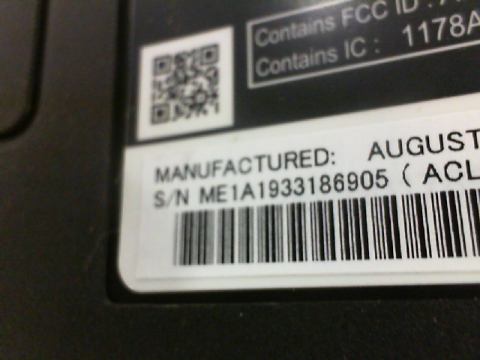 Contains FCC ID :
Contains IC : 1178A
MANUFACTURED: AUGUST
S/N ME1A1933186905 ( ACL